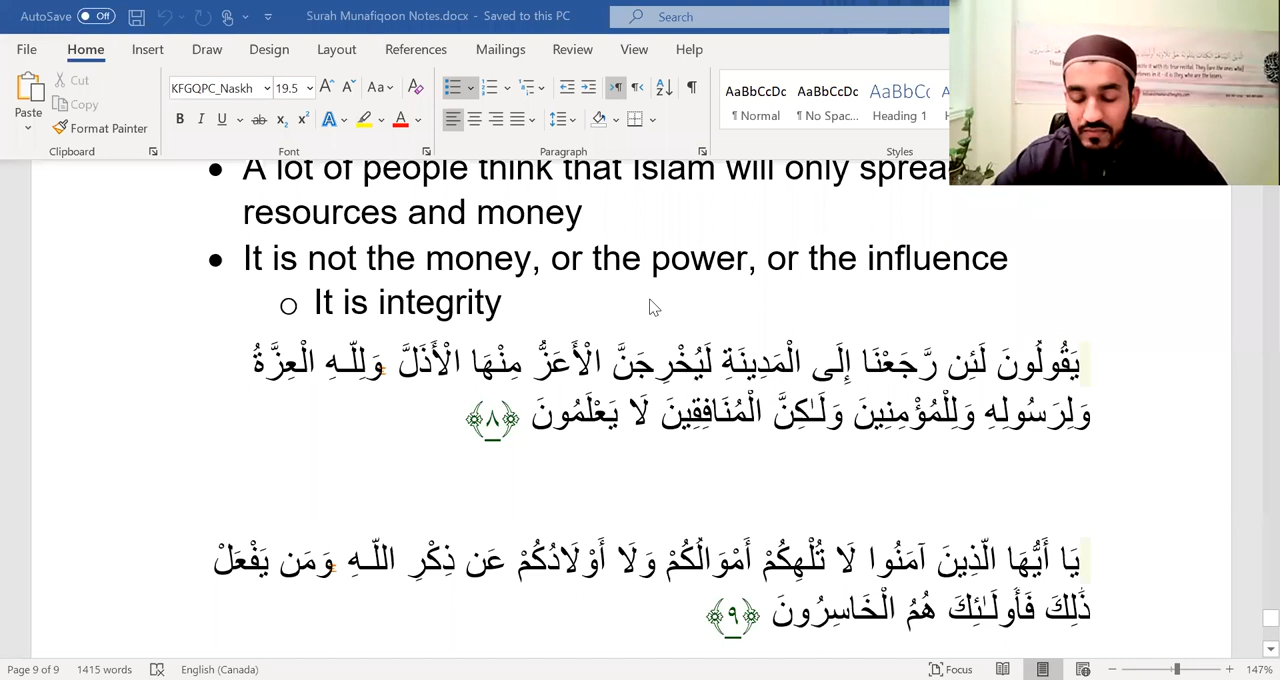 AutoSave Off Surah Munafiqoon Notes.docx - Saved to this PC Search
File Home Insert Draw Design Layout References Mailings Review View Help
Paste Cut Copy Format Painter
KFGQPC_Naskh 19.5
AaBbCcDc AaBbCcDc AaBbCc
¶ Normal ¶ No Spac... Heading 1
Clipboard Font Paragraph Styles
• A lot of people think that Islam will only
resources and money
• It is not the money, or the power, or the influence
o It is integrity
يَقُولُونَ لَئِن رَّجَعْنَا إِلَى الْمَدِينَةِ لَيُخْرِجَنَّ الْأَعَزُّ مِنْهَا الْأَذَلَّ ۚ وَلِلَّـهِ الْعِزَّةُ
وَلِرَسُولِهِ وَلِلْمُؤْمِنِينَ وَلَـٰكِنَّ الْمُنَافِقِينَ لَا يَعْلَمُونَ ﴿٨﴾
يَا أَيُّهَا الَّذِينَ آمَنُوا لَا تُلْهِكُمْ أَمْوَالُكُمْ وَلَا أَوْلَادُكُمْ عَن ذِكْرِ اللَّـهِ ۚ وَمَن يَفْعَلْ
ذَٰلِكَ فَأُولَـٰئِكَ هُمُ الْخَاسِرُونَ ﴿٩﴾
Page 9 of 9 1415 words English (Canada) Focus 147%